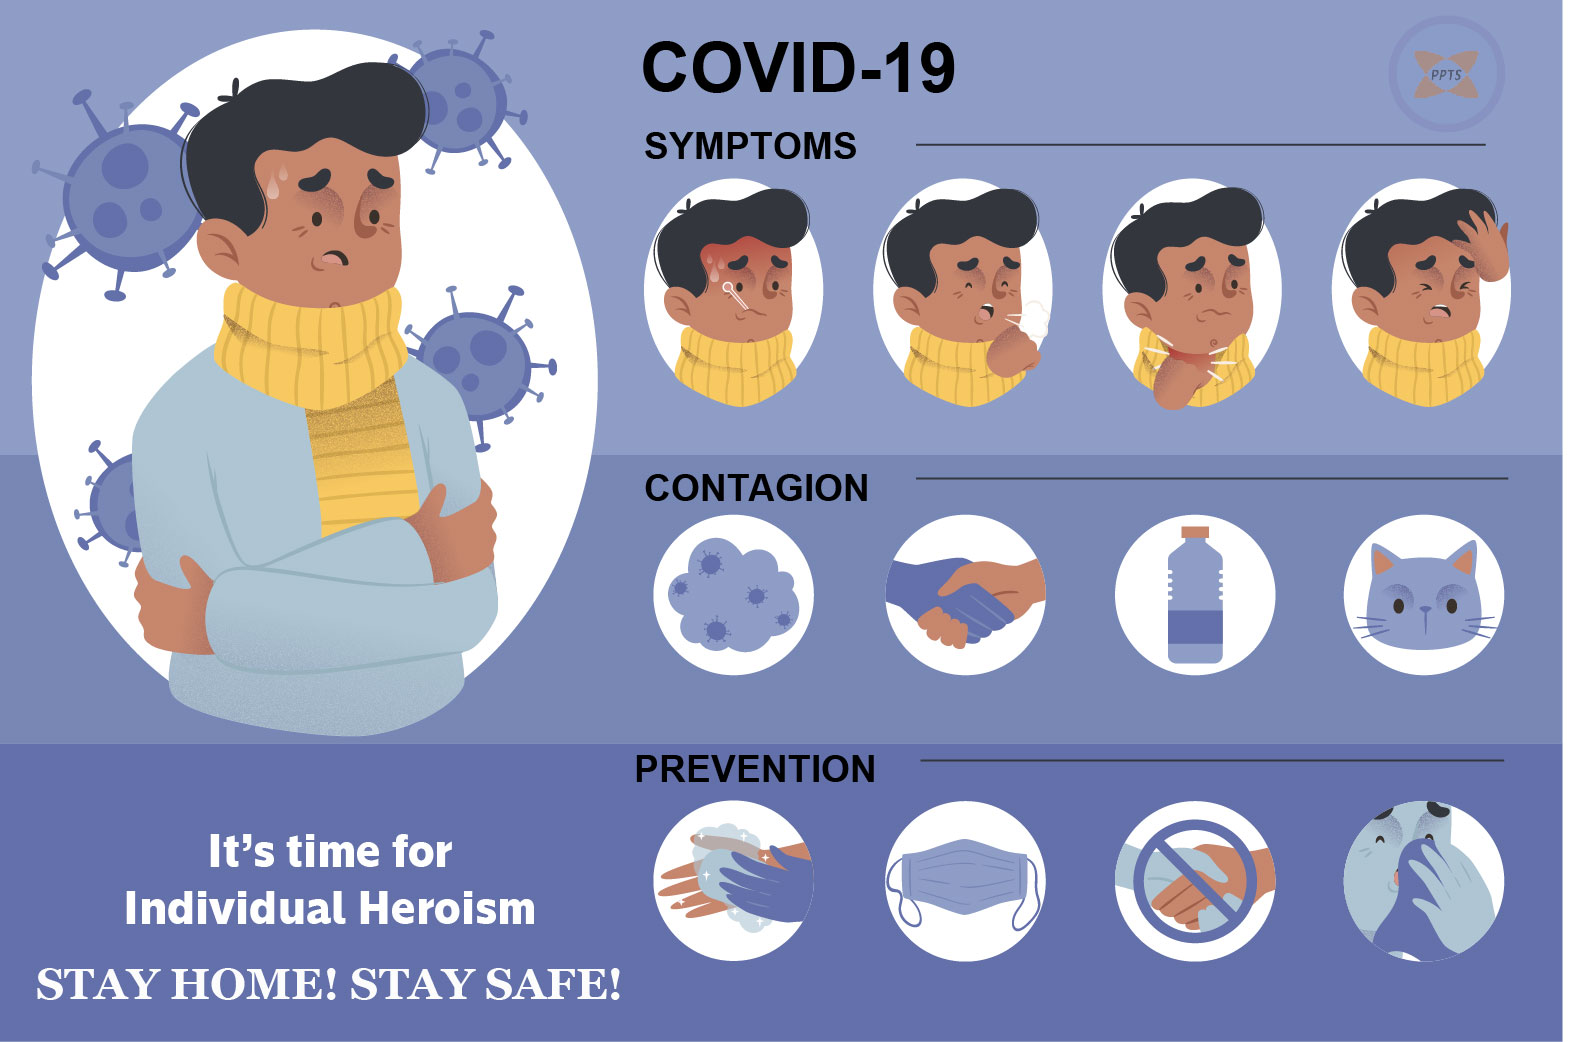 COVID-19
PPTS
SYMPTOMS
CONTAGION
PREVENTION
It’s time for
Individual Heroism
STAY HOME! STAY SAFE!